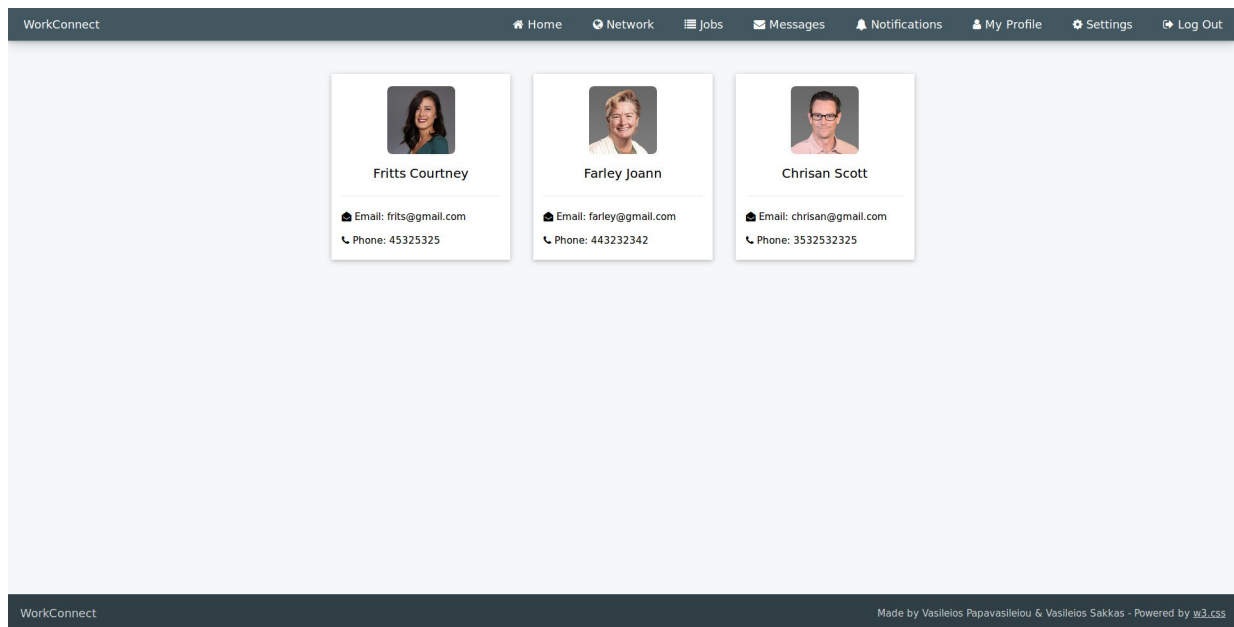 WorkConnect Home Network Jobs Messages Notifications My Profile Settings Log Out
Fritts Courtney
Email: frits@gmail.com
Phone: 45325325
Farley Joann
Email: farley@gmail.com
Phone: 443232342
Chrisan Scott
Email: chrisan@gmail.com
Phone: 3532532325
WorkConnect
Made by Vasileios Papavasileiou & Vasileios Sakkas - Powered by w3.css